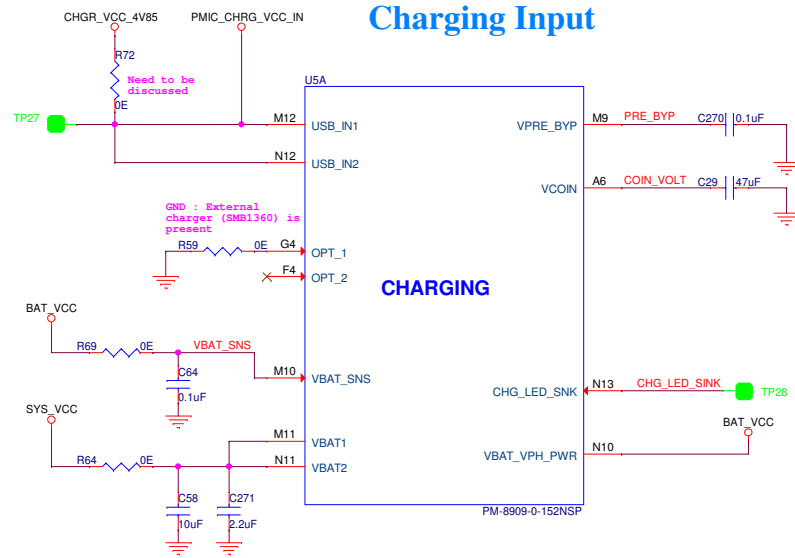 Charging Input
CHGR_VCC_4V85
PMIC_CHRG_VCC_IN
R72
Need to be
discussed
0E
TP27
U5A
M12
USB_IN1
N12
USB_IN2
GND : External
charger (SMB1360) is
present
R59
0E
G4
OPT_1
F4
OPT_2
BAT_VCC
R69
0E
VBAT_SNS
C64
0.1uF
M10
VBAT_SNS
SYS_VCC
R64
0E
M11
VBAT1
N11
VBAT2
C58
10uF
C271
2.2uF
CHARGING
VPRE_BYP
M9
PRE_BYP
C270
0.1uF
VCOIN
A6
COIN_VOLT
C29
47uF
CHG_LED_SNK
N13
CHG_LED_SINK
TP28
BAT_VCC
VBAT_VPH_PWR
N10
PM-8909-0-152NSP